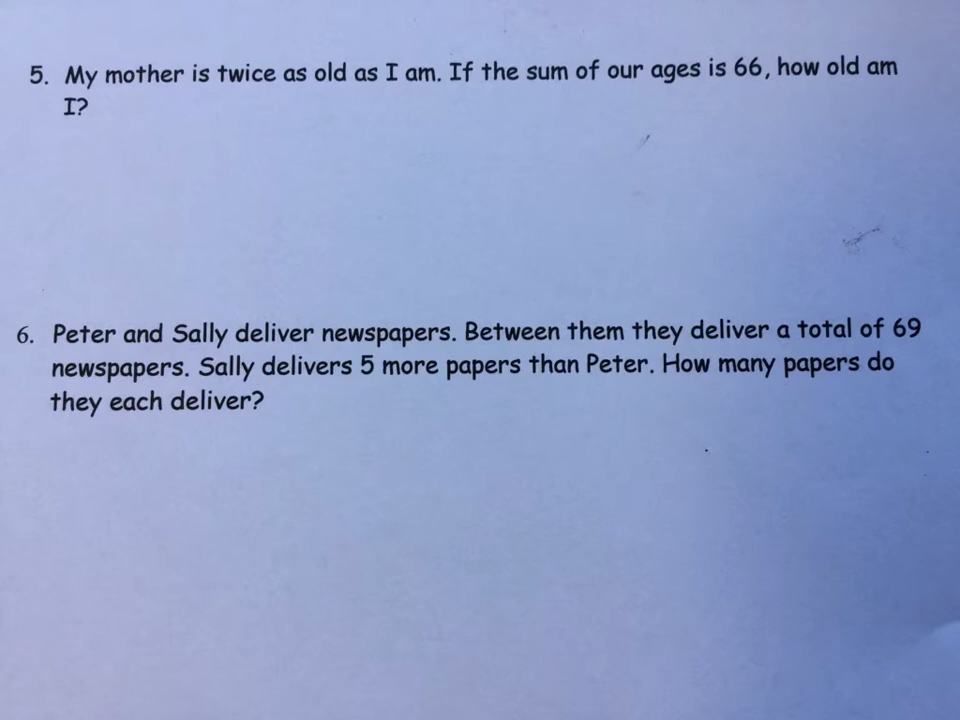 5. My mother is twice as old as I am. If the sum of our ages is 66, how old am
I?
6. Peter and Sally deliver newspapers. Between them they deliver a total of 69
newspapers. Sally delivers 5 more papers than Peter. How many papers do
they each deliver?